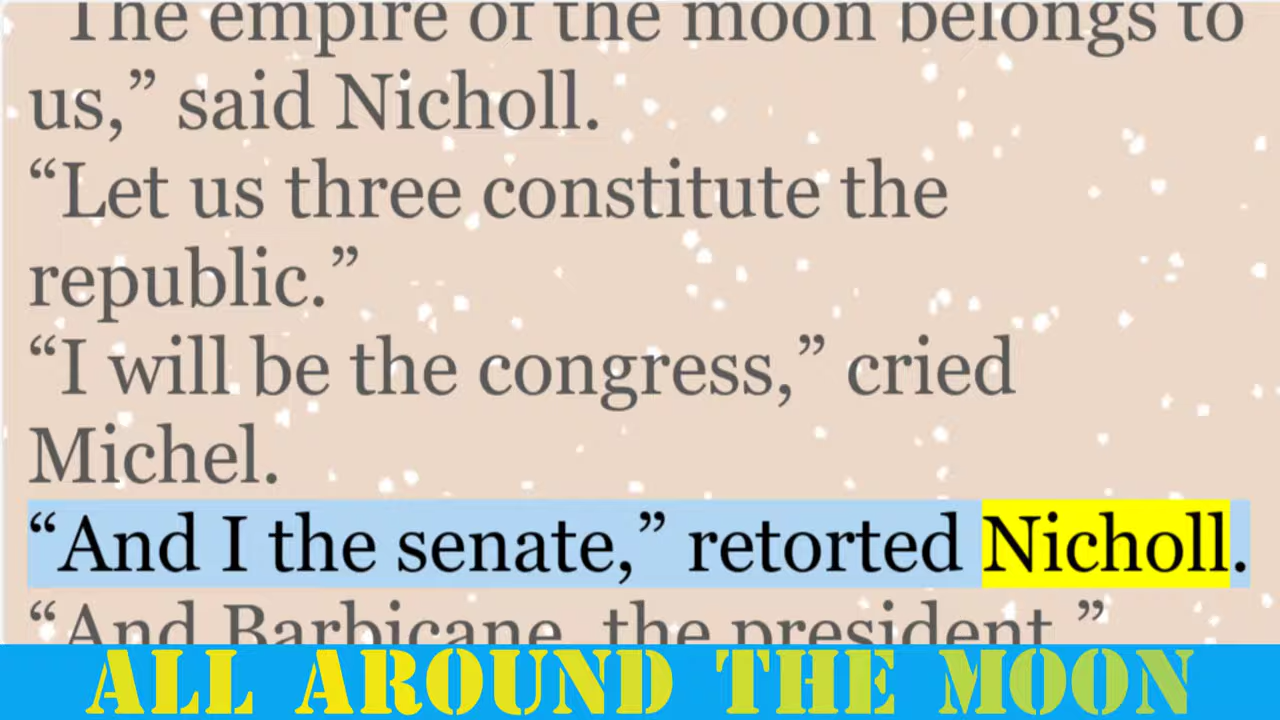 “The empire of the moon belongs to
us,” said Nicholl.
“Let us three constitute the
republic.”
“I will be the congress,” cried
Michel.
“And I the senate,” retorted Nicholl.
“And Barbicane, the president,”
ALL AROUND THE MOON